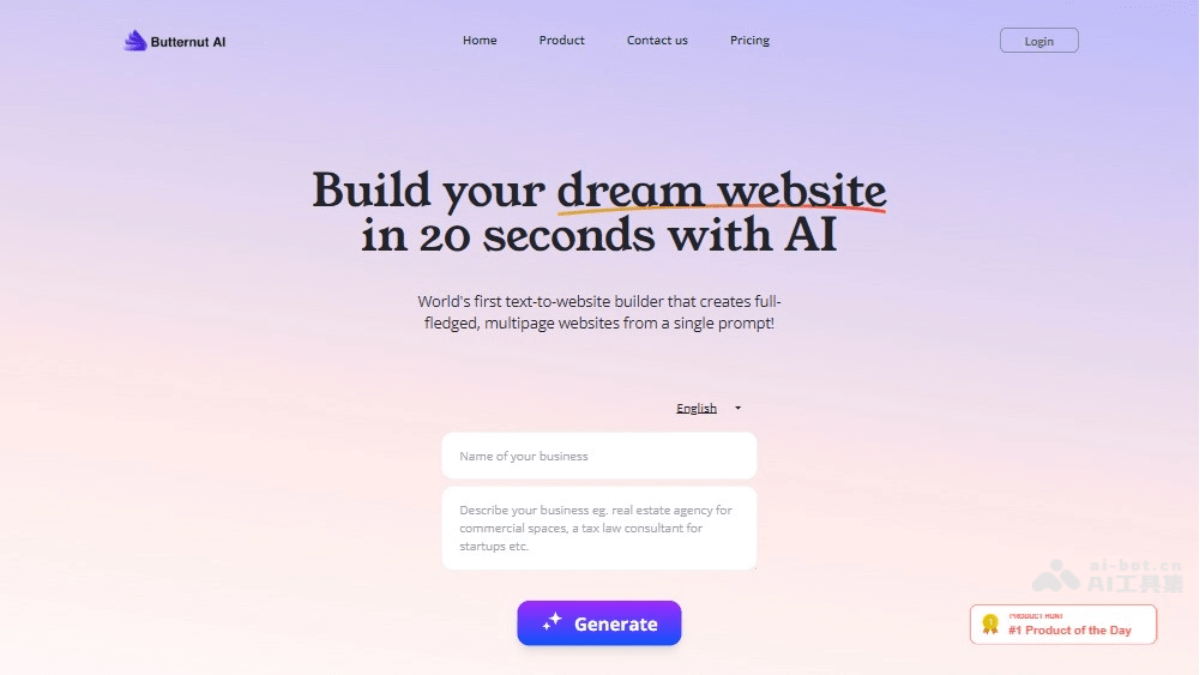 Butternut AI
Home
Product
Contact us
Pricing
Login
Build your dream website
in 20 seconds with AI
World's first text-to-website builder that creates full-
fledged, multipage websites from a single prompt!
English
Name of your business
Describe your business eg. real estate agency for
commercial spaces, a tax law consultant for
startups etc.
Generate
ai-bot.cn
AI工具集
PRODUCT HUNT
#1 Product of the Day